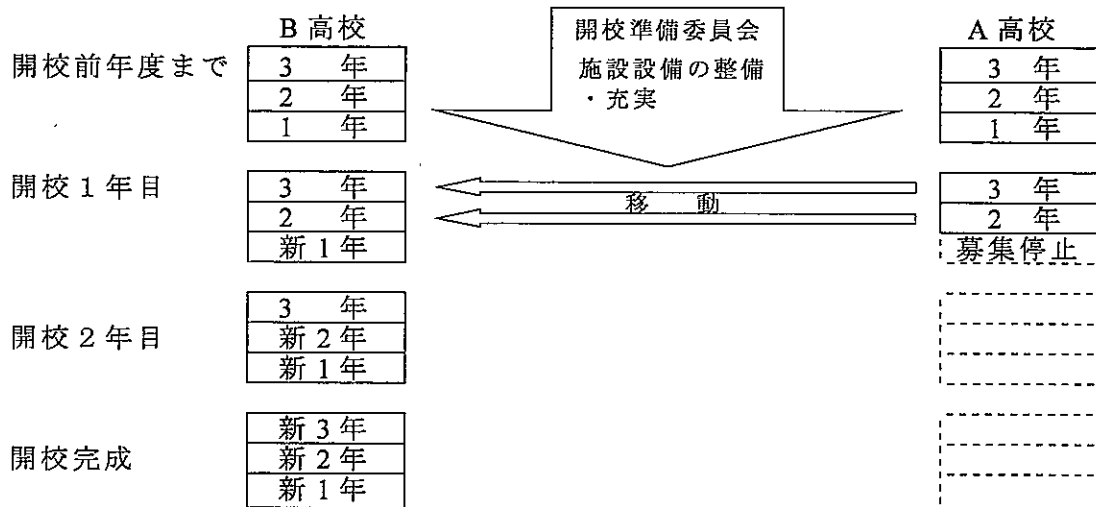 B 高校
開校準備委員会
施設設備の整備
・充実
A 高校
開校前年度まで
3 年
2 年
1 年
3 年
2 年
1 年
開校1年目
3 年
2 年
新1年
移 動
3 年
2 年
募集停止
開校2年目
3 年
新2年
新1年
開校完成
新3年
新2年
新1年